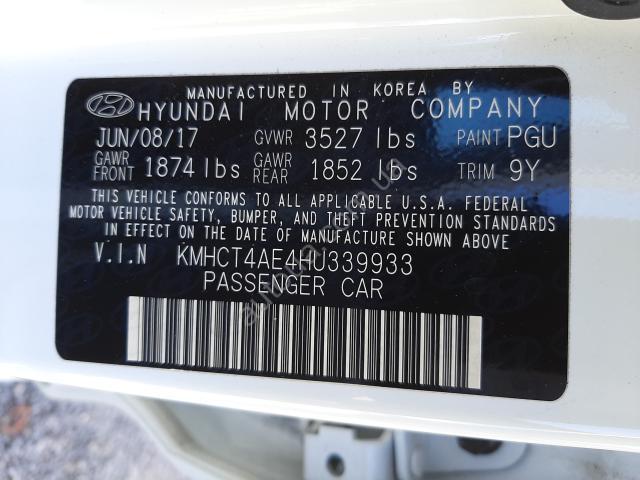 MANUFACTURED IN KOREA BY
HYUNDAI MOTOR COMPANY
JUN/08/17 GVWR 3527 lbs PAINT PGU
GAWR FRONT 1874 lbs GAWR REAR 1852 lbs TRIM 9Y
THIS VEHICLE CONFORMS TO ALL APPLICABLE U.S.A. FEDERAL
MOTOR VEHICLE SAFETY, BUMPER, AND THEFT PREVENTION STANDARDS
IN EFFECT ON THE DATE OF MANUFACTURE SHOWN ABOVE.
V.I.N KMHCT4AE4HU339933
PASSENGER CAR